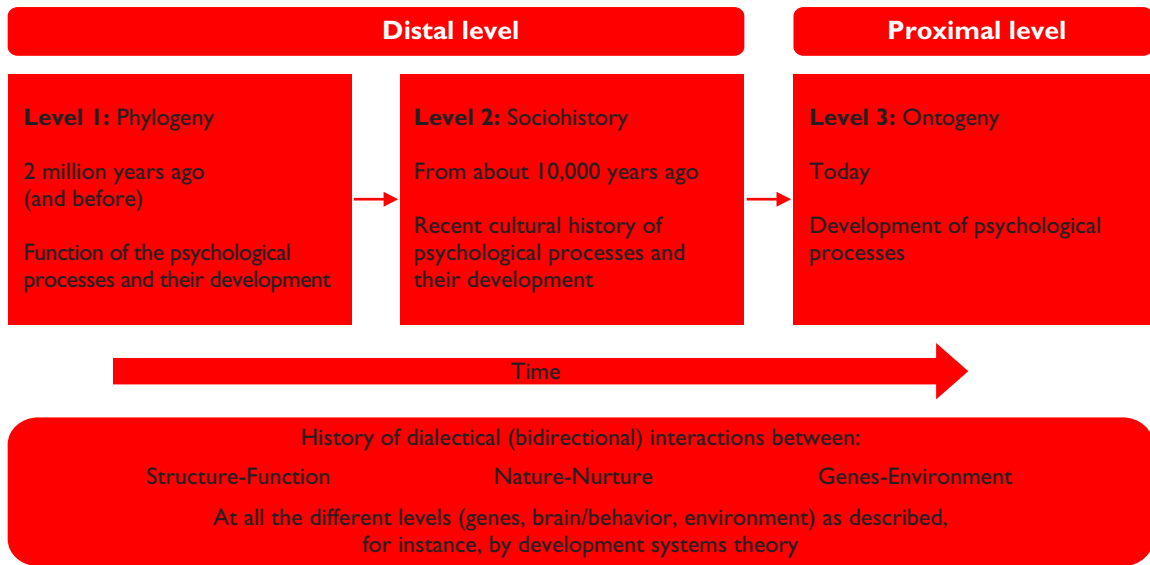 Distal level
Proximal level
Level 1: Phylogeny
2 million years ago
(and before)
Function of the psychological
processes and their development
Level 2: Sociohistory
From about 10,000 years ago
Recent cultural history of
psychological processes and
their development
Level 3: Ontogeny
Today
Development of psychological
processes
Time
History of dialectical (bidirectional) interactions between:
Structure-Function
Nature-Nurture
Genes-Environment
At all the different levels (genes, brain/behavior, environment) as described,
for instance, by development systems theory